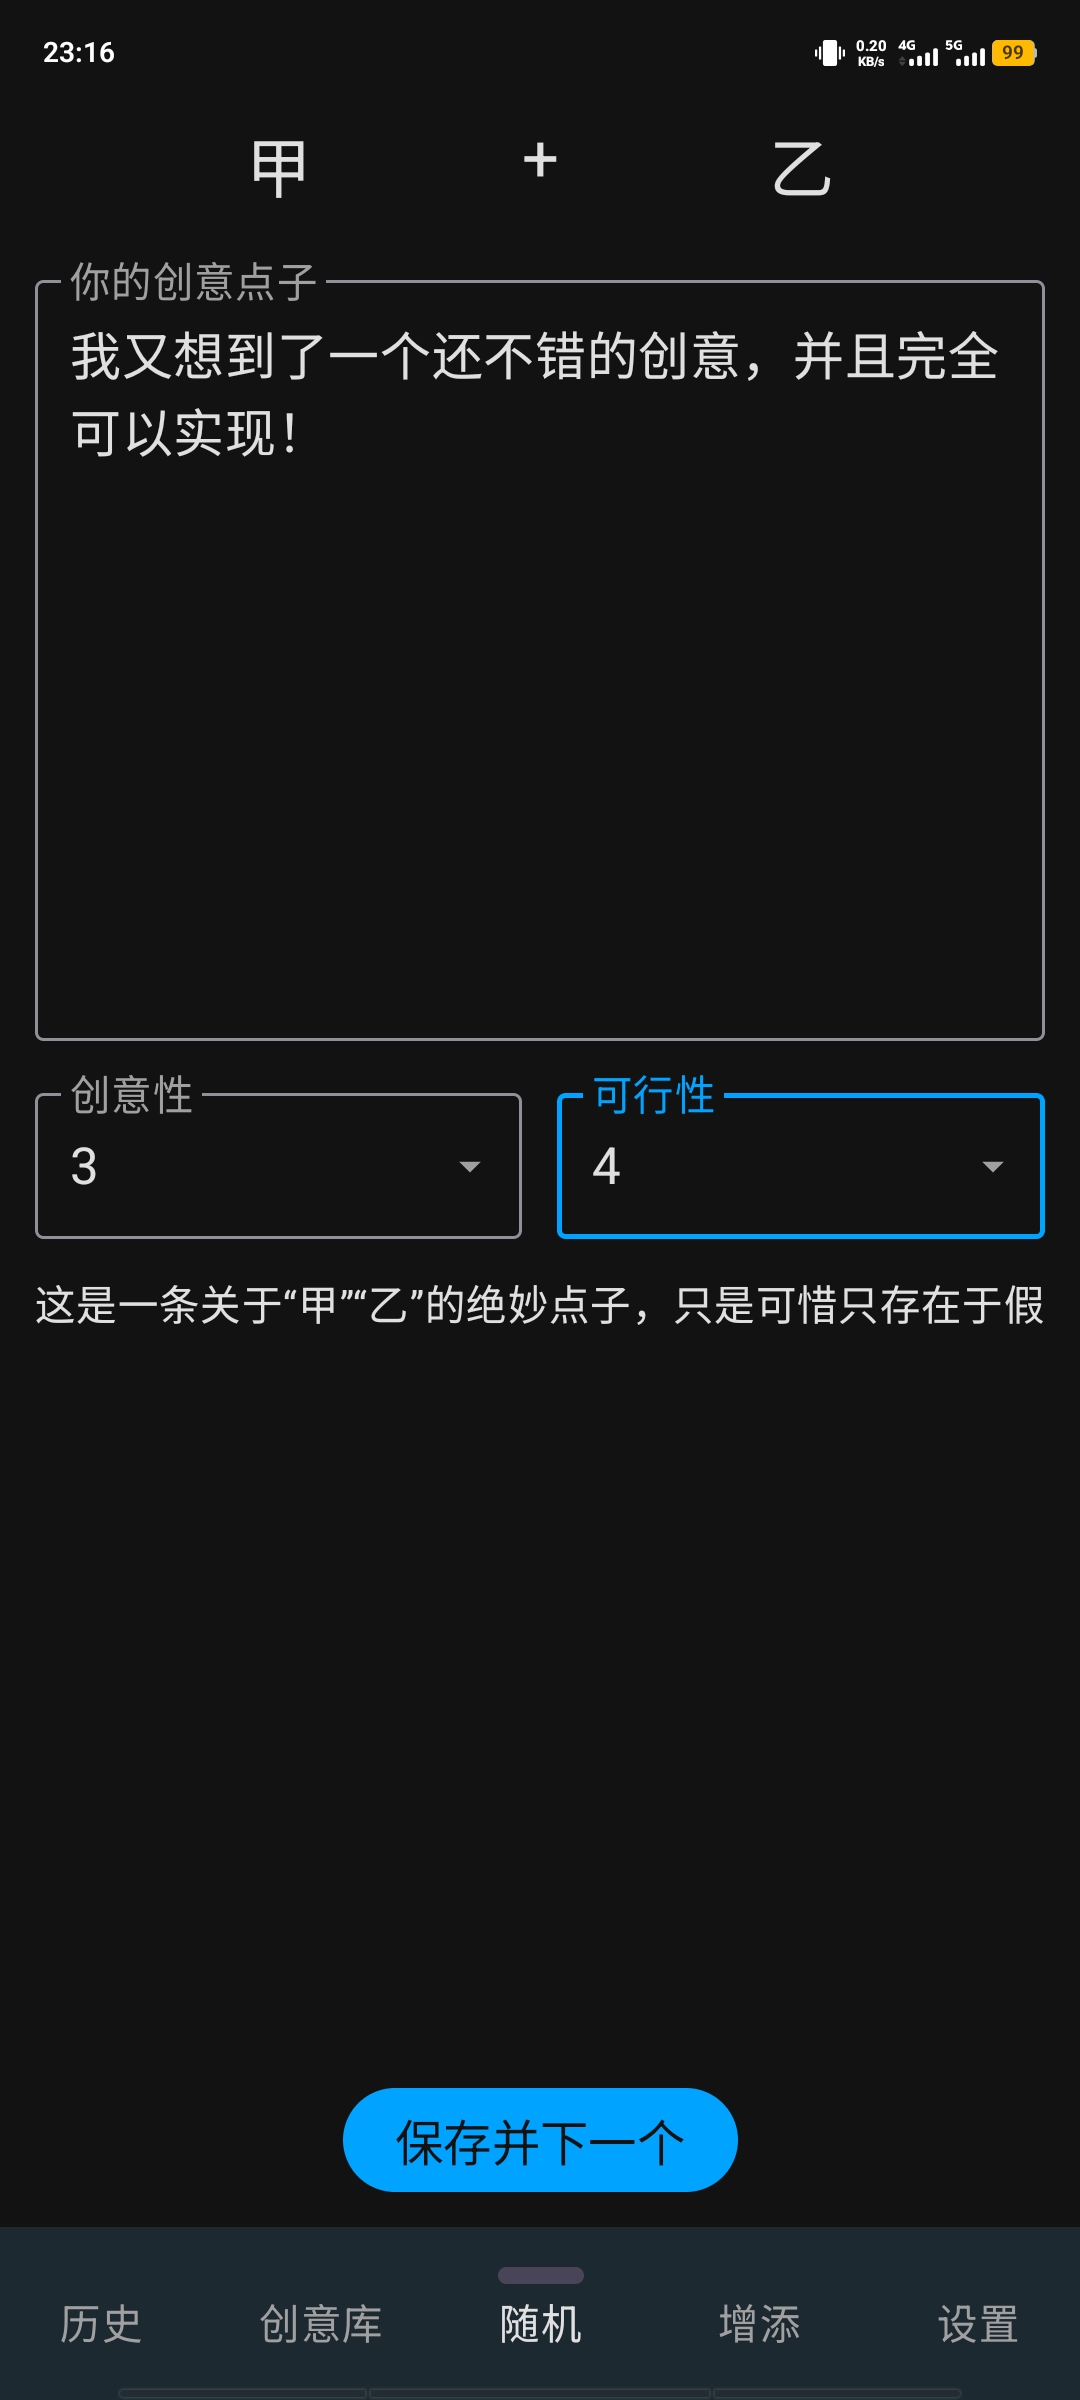 23:16
0.20 KB/s 4G 5G 99
甲 + 乙
你的创意点子
我又想到了一个还不错的创意，并且完全
可以实现！
创意性 可行性
3 4
这是一条关于“甲”“乙”的绝妙点子，只是可惜只存在于假
保存并下一个
历史 创意库 随机 增添 设置